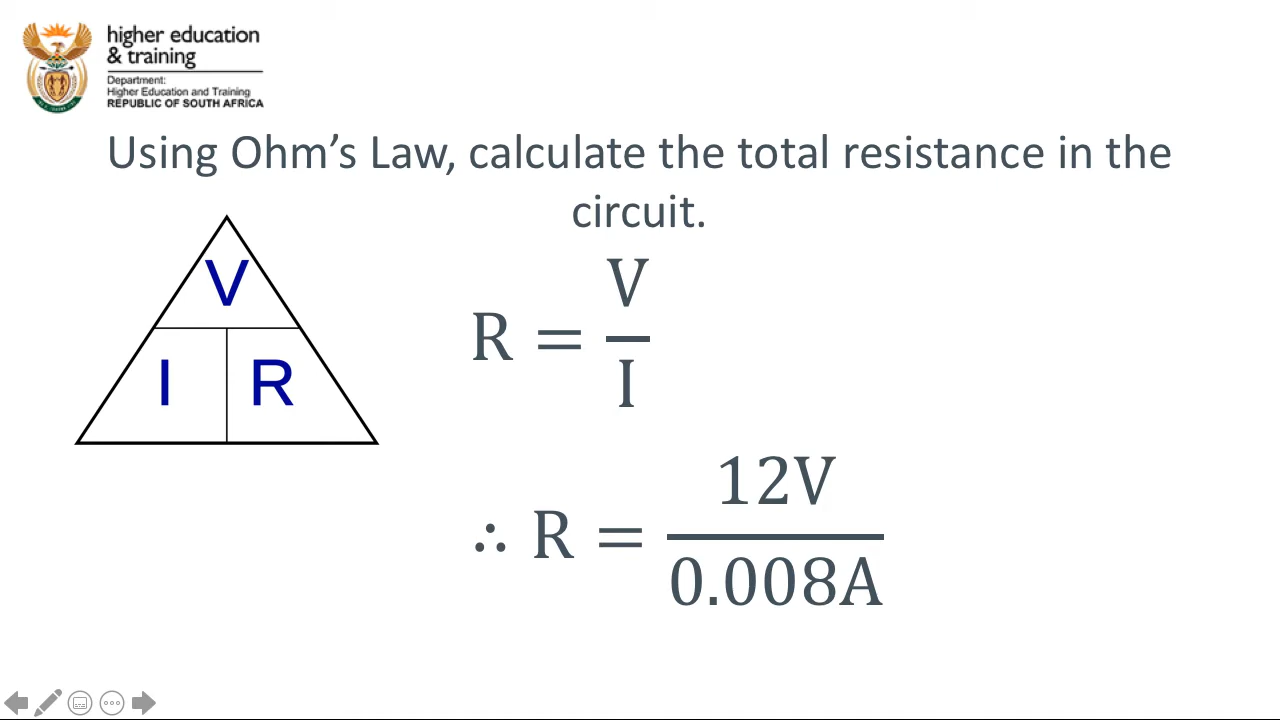 higher education
& training
Department:
Higher Education and Training
REPUBLIC OF SOUTH AFRICA
Using Ohm’s Law, calculate the total resistance in the
circuit.
V
I R
R = V/I
∴ R = 12V/0.008A